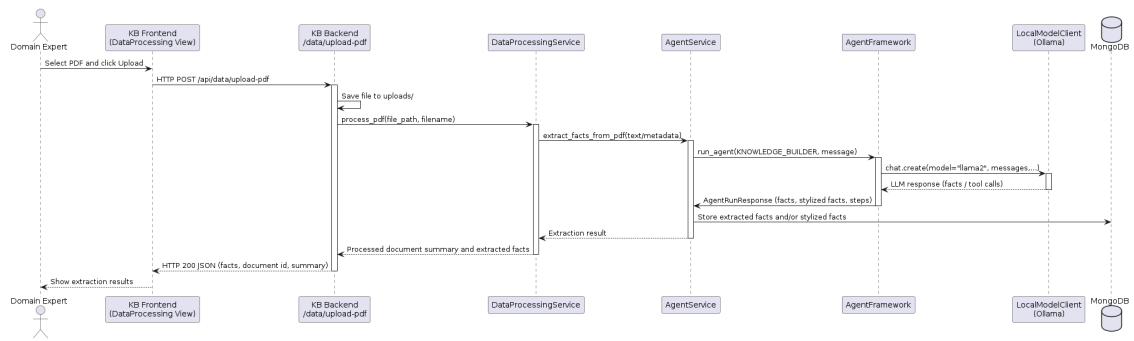 Domain Expert
KB Frontend
(DataProcessing View)
KB Backend
/data/upload-pdf
DataProcessingService
AgentService
AgentFramework
LocalModelClient
(Ollama)
MongoDB
Select PDF and click Upload
HTTP POST /api/data/upload-pdf
Save file to uploads/
process_pdf(file_path, filename)
extract_facts_from_pdf(text/metadata)
run_agent(KNOWLEDGE_BUILDER, message)
chat.create(model="llama2", messages,...)
LLM response (facts / tool calls)
AgentRunResponse (facts, stylized facts, steps)
Store extracted facts and/or stylized facts
Extraction result
Processed document summary and extracted facts
HTTP 200 JSON (facts, document id, summary)
Show extraction results
Domain Expert
KB Frontend
(DataProcessing View)
KB Backend
/data/upload-pdf
DataProcessingService
AgentService
AgentFramework
LocalModelClient
(Ollama)
MongoDB